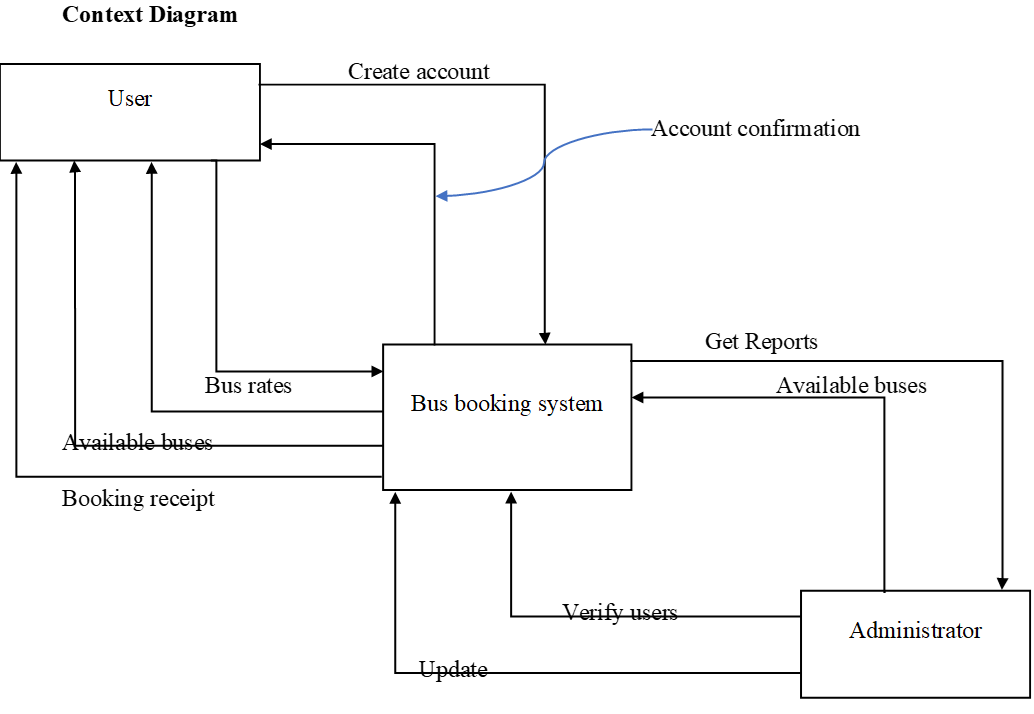 Context Diagram
Create account
User
Account confirmation
Get Reports
Bus rates
Available buses
Bus booking system
Available buses
Booking receipt
Verify users
Administrator
Update